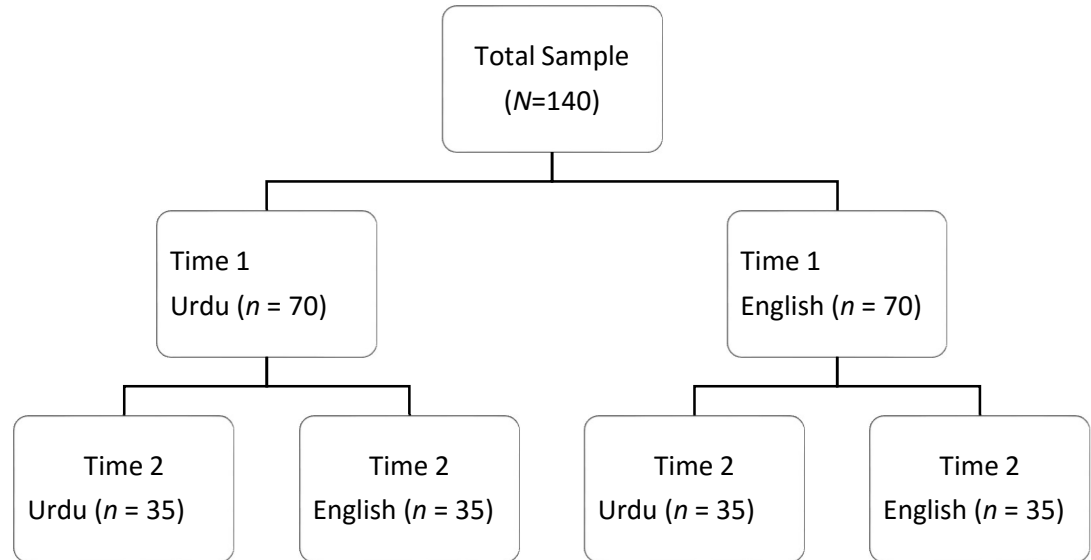 Total Sample
(N=140)
Time 1
Urdu (n = 70)
Time 1
English (n = 70)
Time 2
Urdu (n = 35)
Time 2
English (n = 35)
Time 2
Urdu (n = 35)
Time 2
English (n = 35)